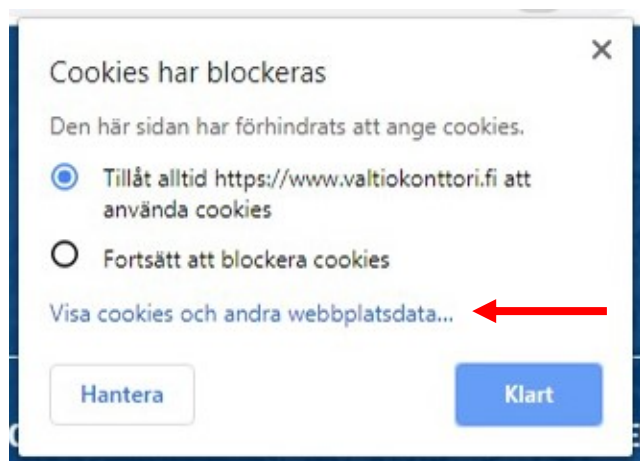 Cookies har blockeras
Den här sidan har förhindrats att ange cookies.
Tillåt alltid https://www.valtiokonttori.fi att
använda cookies
Fortsätt att blockera cookies
Visa cookies och andra webbplatsdata...
Hantera
Klart